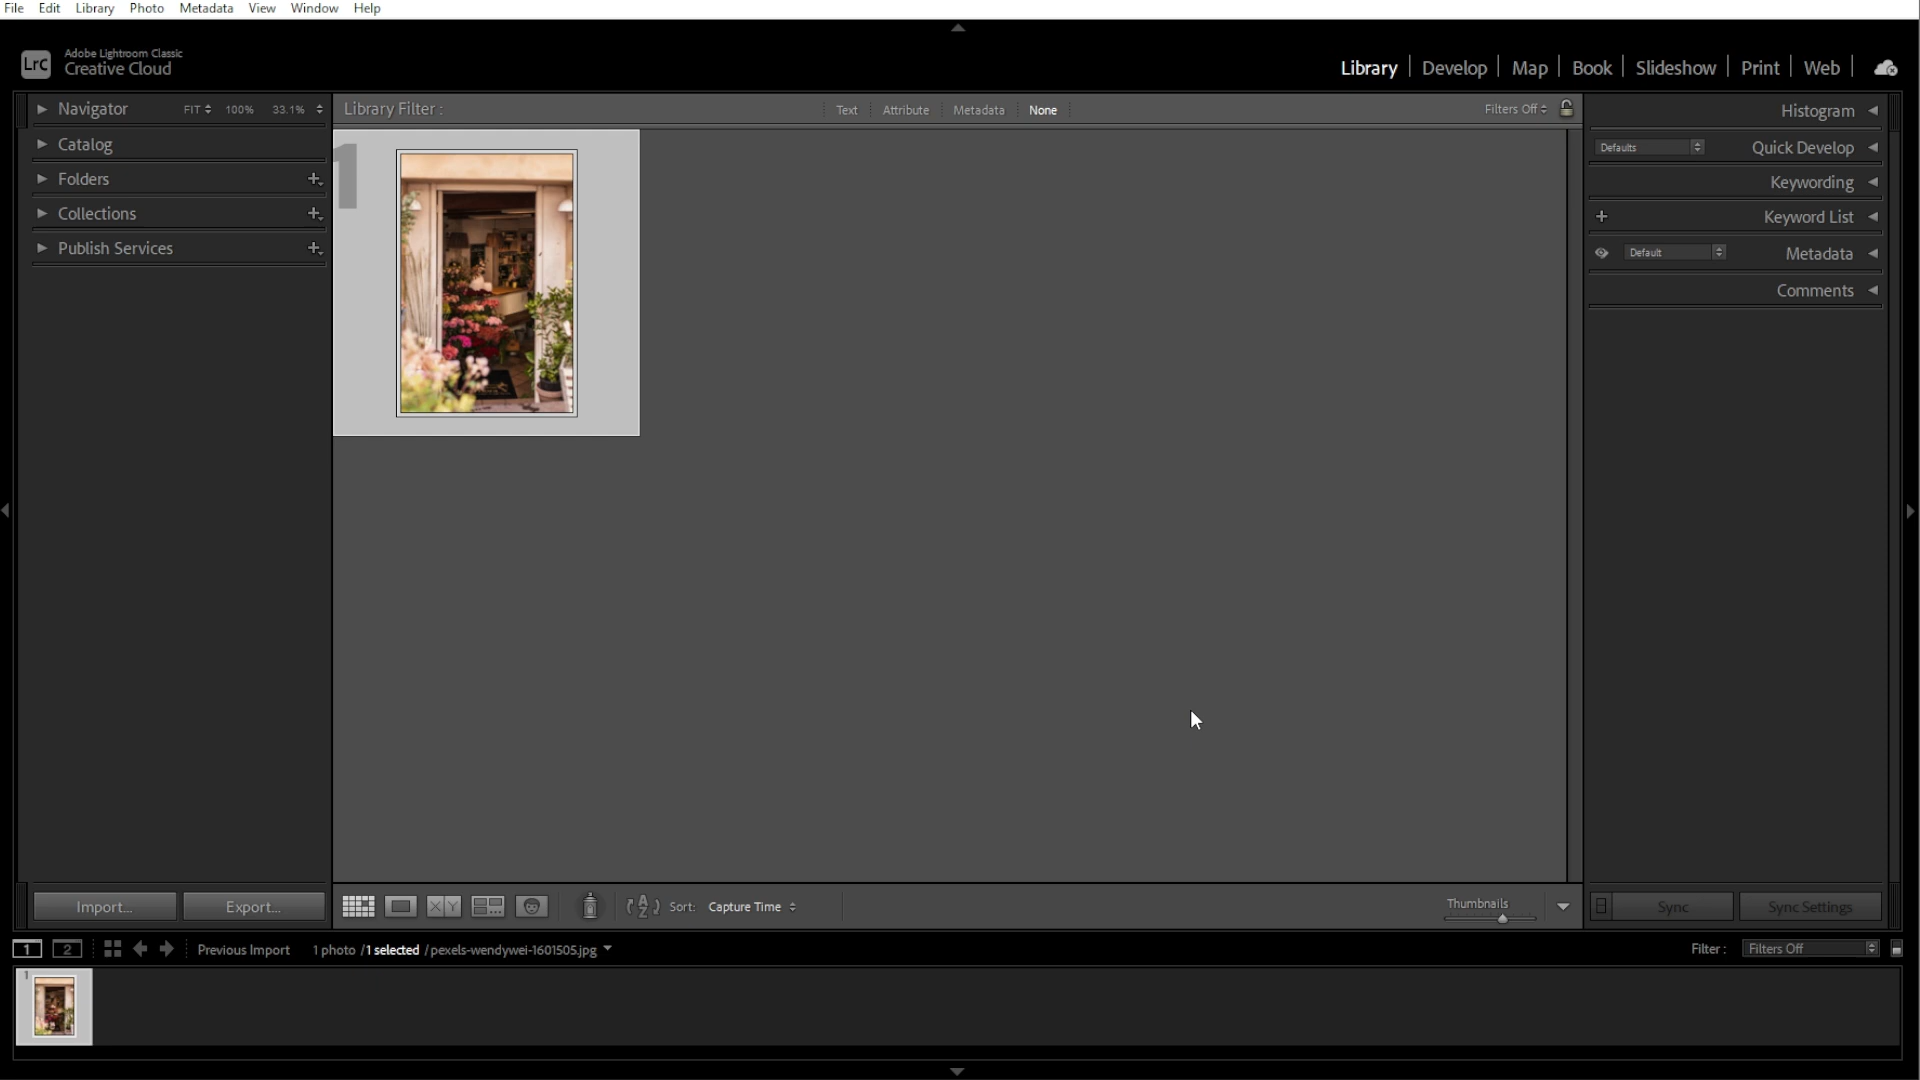 File Edit Library Photo Metadata View Window Help
LrC Adobe Lightroom Classic
Creative Cloud
Library Develop Map Book Slideshow Print Web
Navigator FIT 100% 33.1%
Library Filter : Text Attribute Metadata None Filters Off
Histogram
Catalog
Defaults Quick Develop
Folders
Keywording
Collections
Keyword List
Publish Services
Default Metadata
Comments
1
Import... Export...
XY
AZ
Sort: Capture Time
Thumbnails
Sync Sync Settings
1 2 Previous Import 1 photo / 1 selected / pexels-wendywei-1601505.jpg
Filter : Filters Off
1